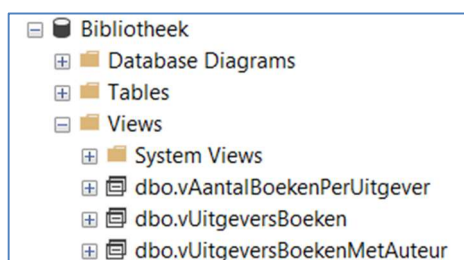 Bibliotheek
Database Diagrams
Tables
Views
System Views
dbo.vAantalBoekenPerUitgever
dbo.vUitgeversBoeken
dbo.vUitgeversBoekenMetAuteur